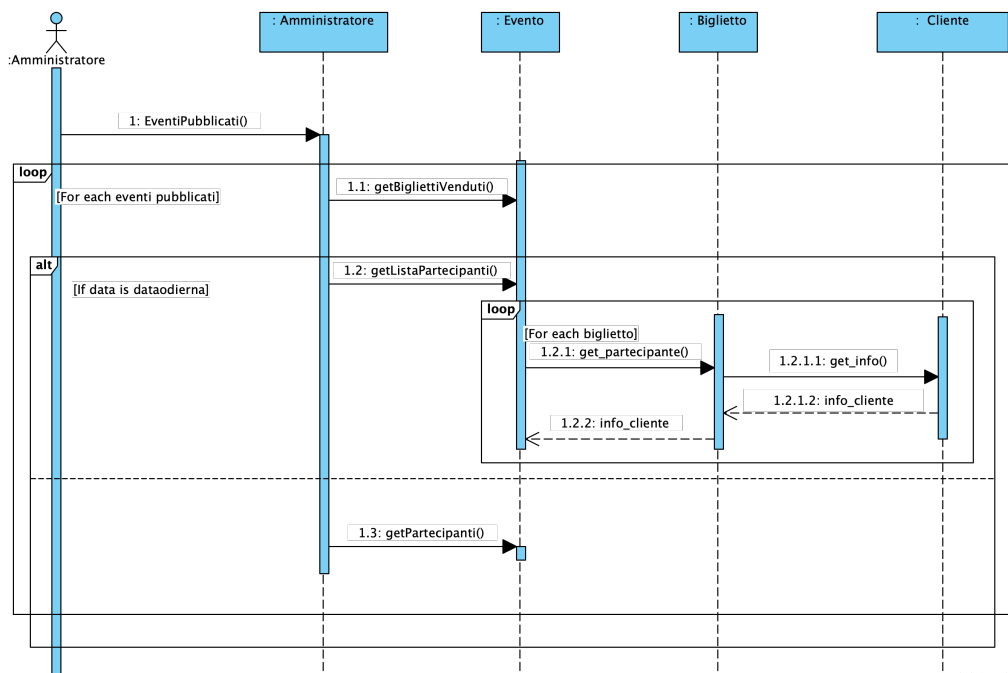 : Amministratore
: Evento
: Biglietto
: Cliente
:Amministratore
1: EventiPubblicati()
loop
1.1: getBigliettiVenduti()
[For each eventi pubblicati]
alt
1.2: getListaPartecipanti()
[If data is dataodierna]
loop
[For each biglietto]
1.2.1: get_partecipante()
1.2.1.1: get_info()
1.2.1.2: info_cliente
1.2.2: info_cliente
1.3: getPartecipanti()